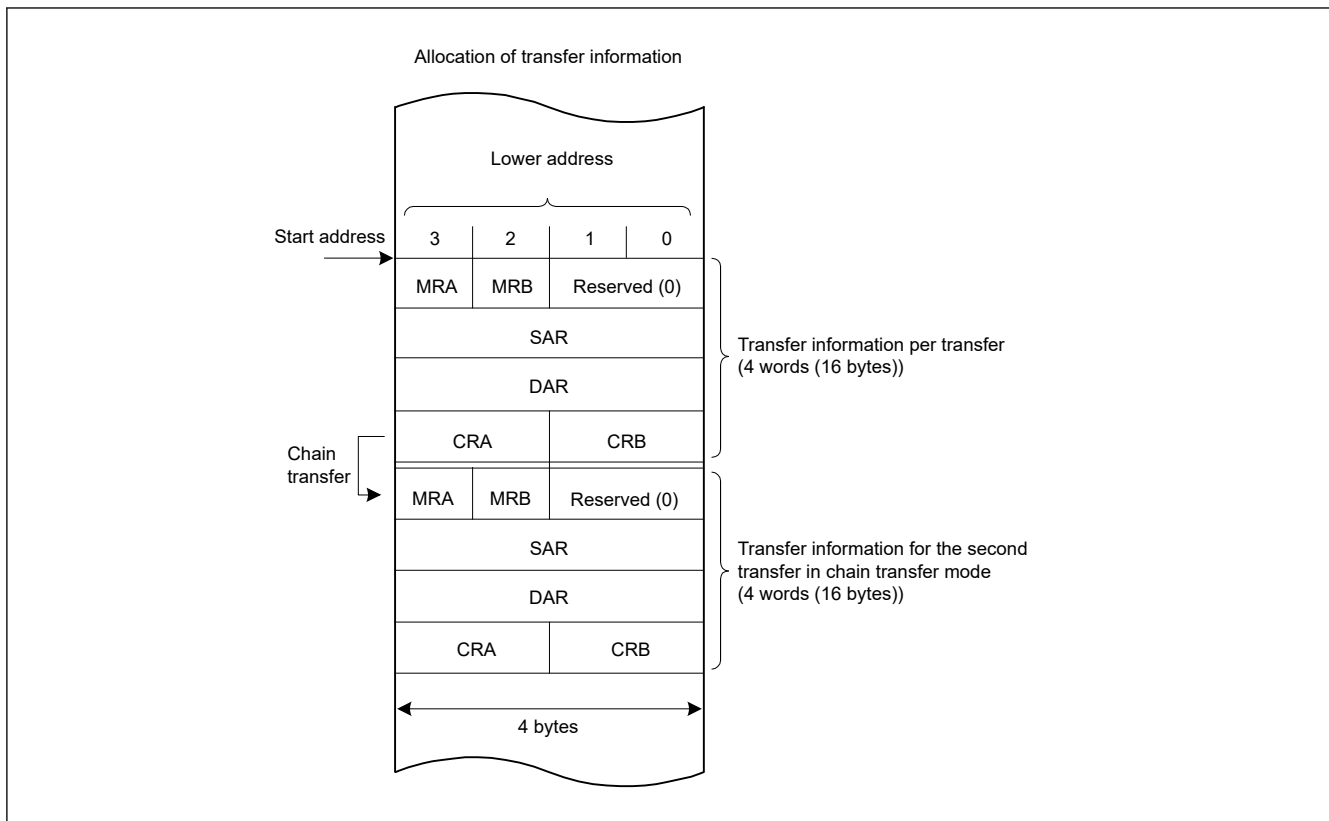 Allocation of transfer information
Lower address
Start address
3 2 1 0
MRA MRB Reserved (0)
SAR
DAR
CRA CRB
Transfer information per transfer
(4 words (16 bytes))
Chain
transfer
MRA MRB Reserved (0)
SAR
DAR
CRA CRB
Transfer information for the second
transfer in chain transfer mode
(4 words (16 bytes))
4 bytes